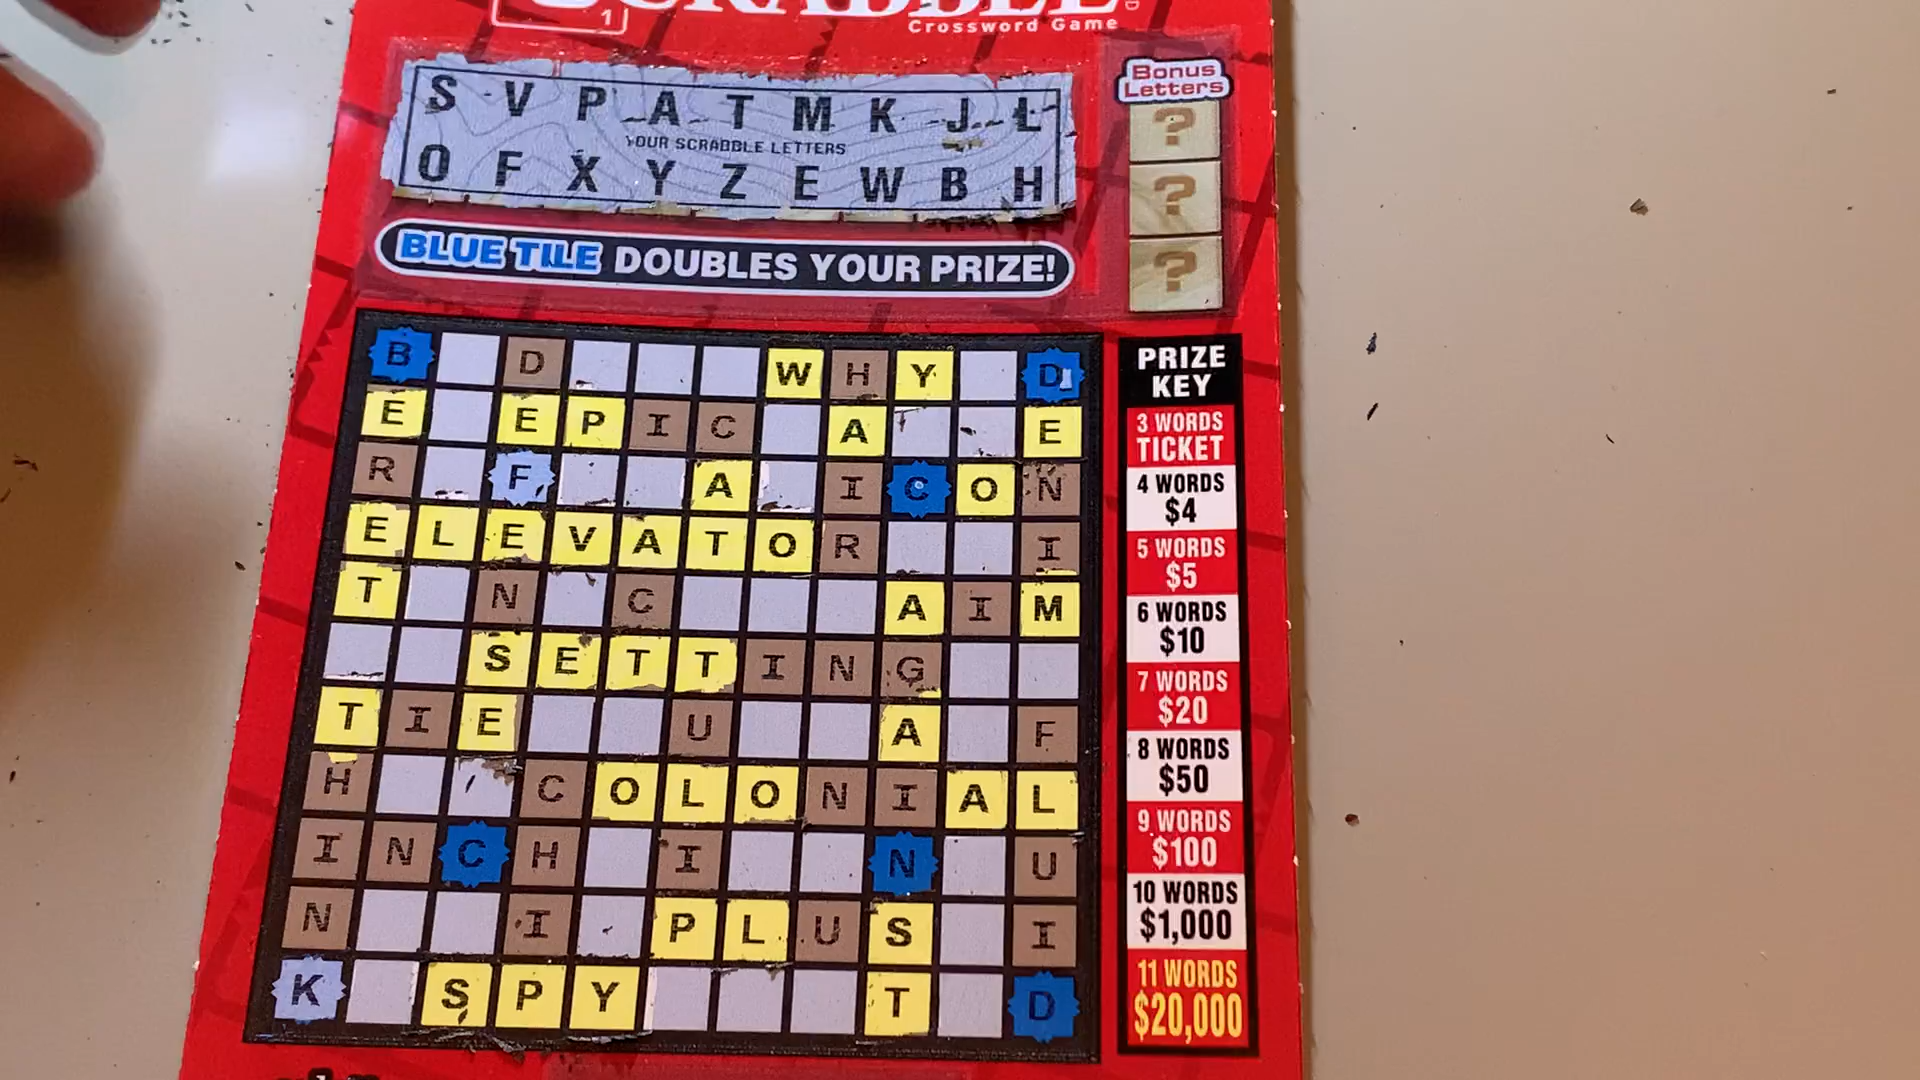 SCRABBLE
1
Crossword Game
S V P A T M K J L
YOUR SCRABBLE LETTERS
O F X Y Z E W B H
Bonus
Letters
?
?
?
BLUE TILE DOUBLES YOUR PRIZE!
B D W H Y D
E E P I C A E
R F A I C O N
E L E V A T O R I
T N C A I M
S E T T I N G
T I E U A F
H C O L O N I A L
I N C H I N U
N I P L U S I
K S P Y T D
PRIZE
KEY
3 WORDS
TICKET
4 WORDS
$4
5 WORDS
$5
6 WORDS
$10
7 WORDS
$20
8 WORDS
$50
9 WORDS
$100
10 WORDS
$1,000
11 WORDS
$20,000